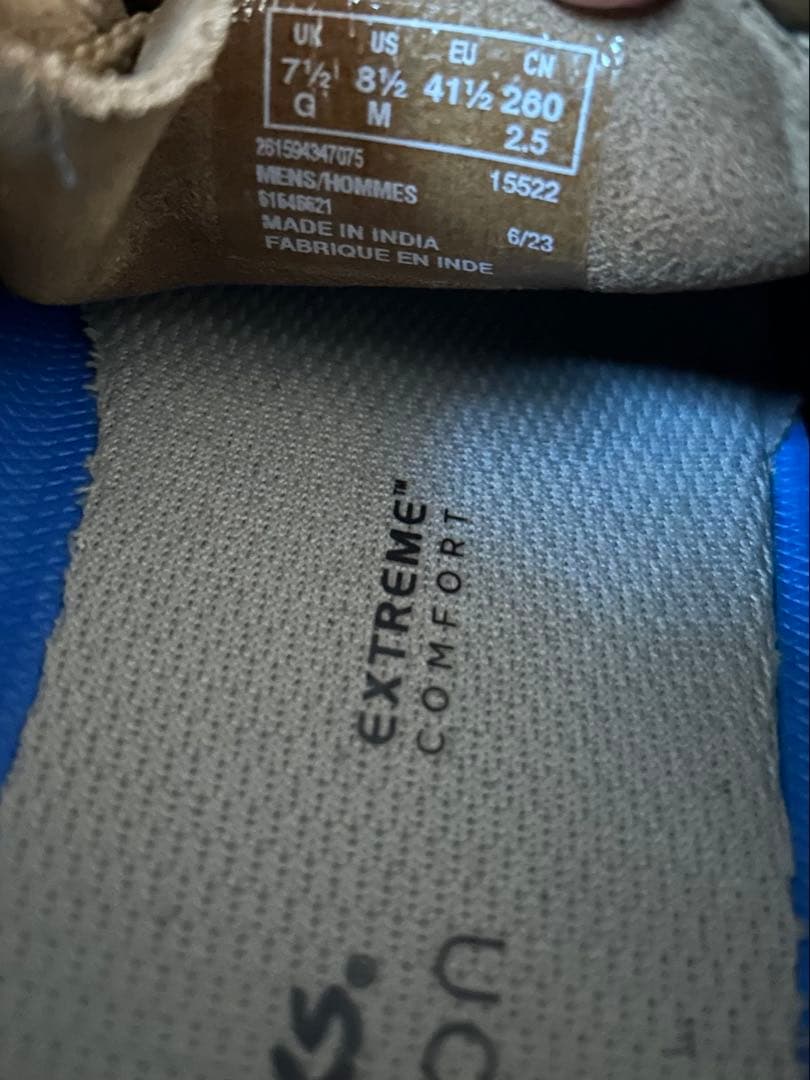 UK US EU CN
7½ 8½ 41½ 260
G M 2.5
261594347075
MENS/HOMMES 15522
61646621
MADE IN INDIA 6/23
FABRIQUE EN INDE
EXTREME™
COMFORT